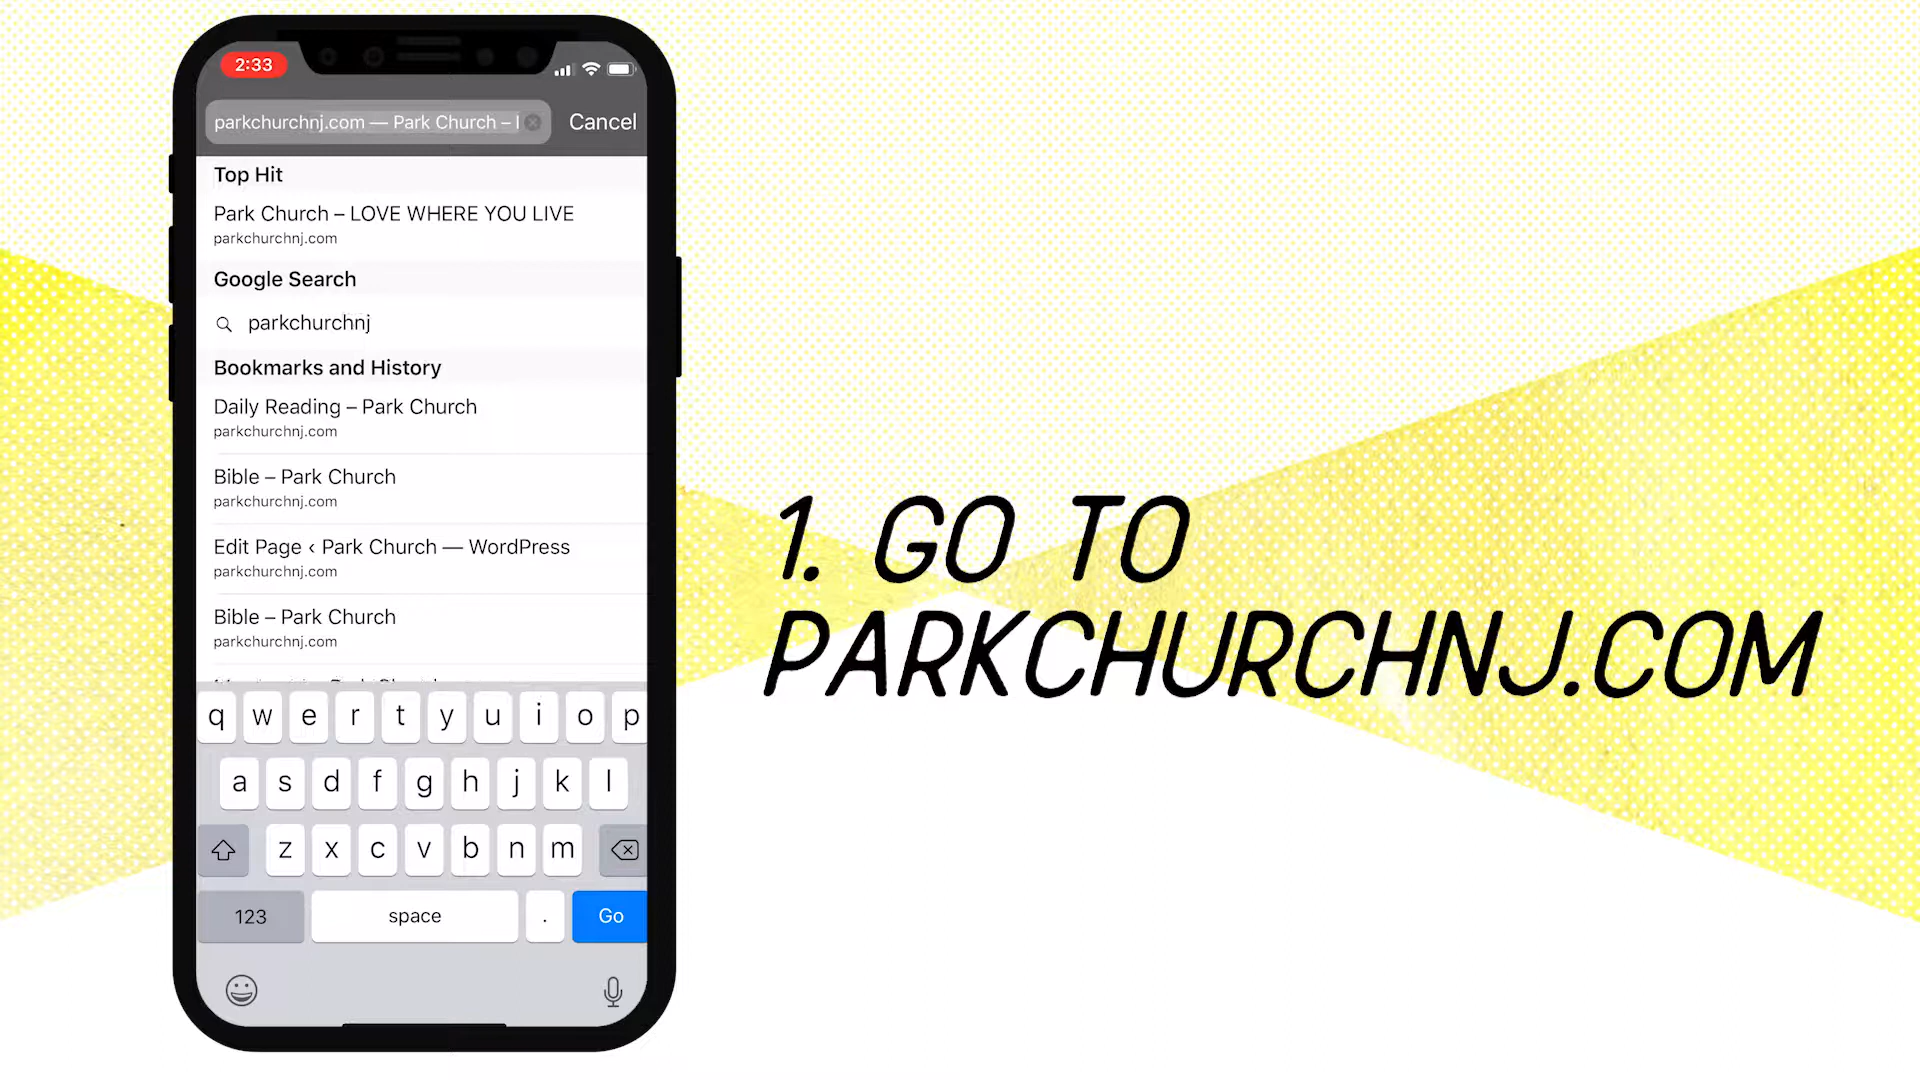 2:33
parkchurchnj.com — Park Church –
Cancel
Top Hit
Park Church – LOVE WHERE YOU LIVE
parkchurchnj.com
Google Search
parkchurchnj
Bookmarks and History
Daily Reading – Park Church
parkchurchnj.com
Bible – Park Church
parkchurchnj.com
Edit Page ‹ Park Church — WordPress
parkchurchnj.com
Bible – Park Church
parkchurchnj.com
q w e r t y u i o p
a s d f g h j k l
z x c v b n m
123 space . Go
1. GO TO
PARKCHURCHNJ.COM